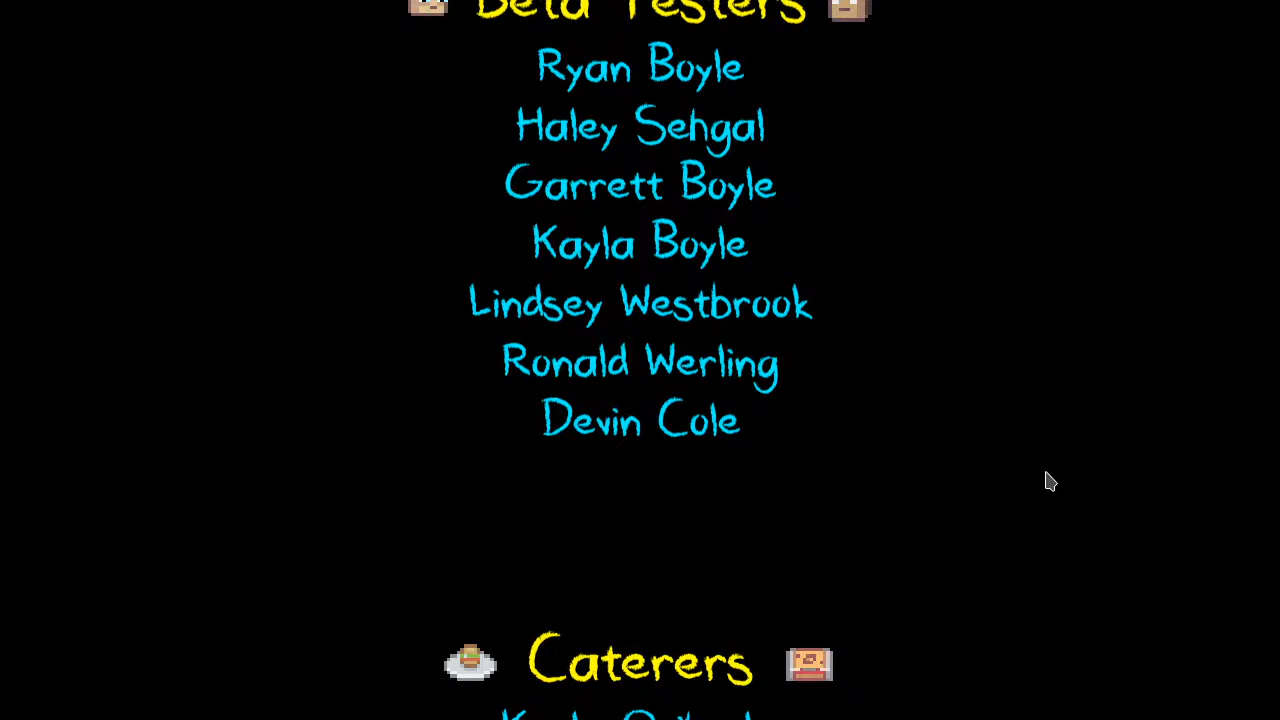 Beta Testers
Ryan Boyle
Haley Sehgal
Garrett Boyle
Kayla Boyle
Lindsey Westbrook
Ronald Werling
Devin Cole
Caterers